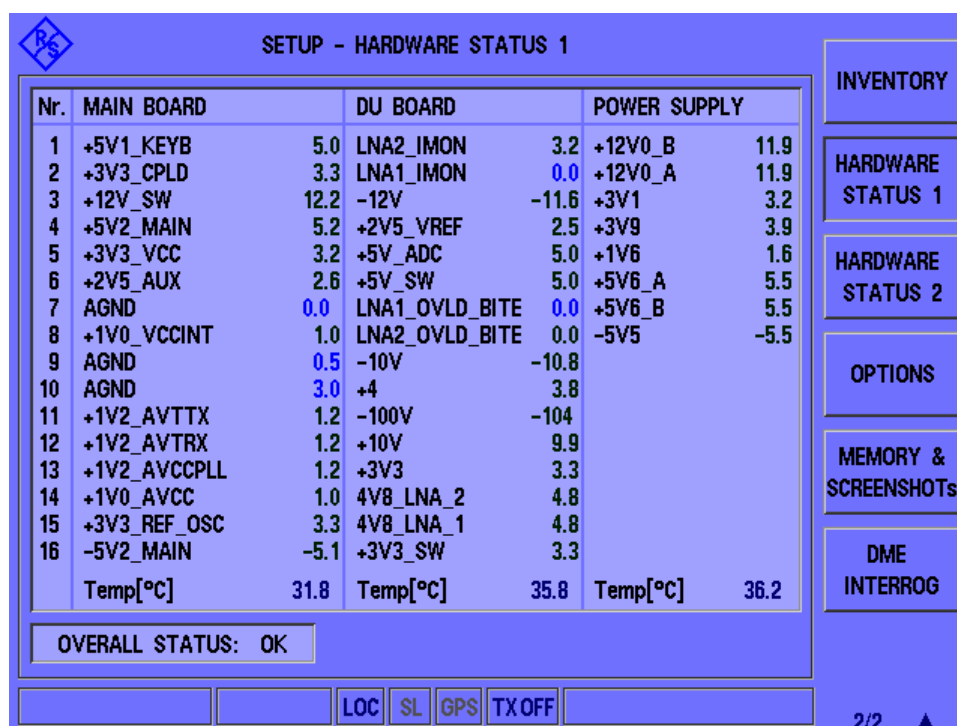 R/S
SETUP - HARDWARE STATUS 1
Nr. MAIN BOARD DU BOARD POWER SUPPLY
1 +5V1_KEYB 5.0 LNA2_IMON 3.2 +12V0_B 11.9
2 +3V3_CPLD 3.3 LNA1_IMON 0.0 +12V0_A 11.9
3 +12V_SW 12.2 -12V -11.6 +3V1 3.2
4 +5V2_MAIN 5.2 +2V5_VREF 2.5 +3V9 3.9
5 +3V3_VCC 3.2 +5V_ADC 5.0 +1V6 1.6
6 +2V5_AUX 2.6 +5V_SW 5.0 +5V6_A 5.5
7 AGND 0.0 LNA1_OVLD_BITE 0.0 +5V6_B 5.5
8 +1V0_VCCINT 1.0 LNA2_OVLD_BITE 0.0 -5V5 -5.5
9 AGND 0.5 -10V -10.8
10 AGND 3.0 +4 3.8
11 +1V2_AVTTX 1.2 -100V -104
12 +1V2_AVTRX 1.2 +10V 9.9
13 +1V2_AVCCPLL 1.2 +3V3 3.3
14 +1V0_AVCC 1.0 4V8_LNA_2 4.8
15 +3V3_REF_OSC 3.3 4V8_LNA_1 4.8
16 -5V2_MAIN -5.1 +3V3_SW 3.3
Temp[°C] 31.8 Temp[°C] 35.8 Temp[°C] 36.2
OVERALL STATUS: OK
LOC SL GPS TX OFF
INVENTORY
HARDWARE
STATUS 1
HARDWARE
STATUS 2
OPTIONS
MEMORY &
SCREENSHOTs
DME
INTERROG
2/2